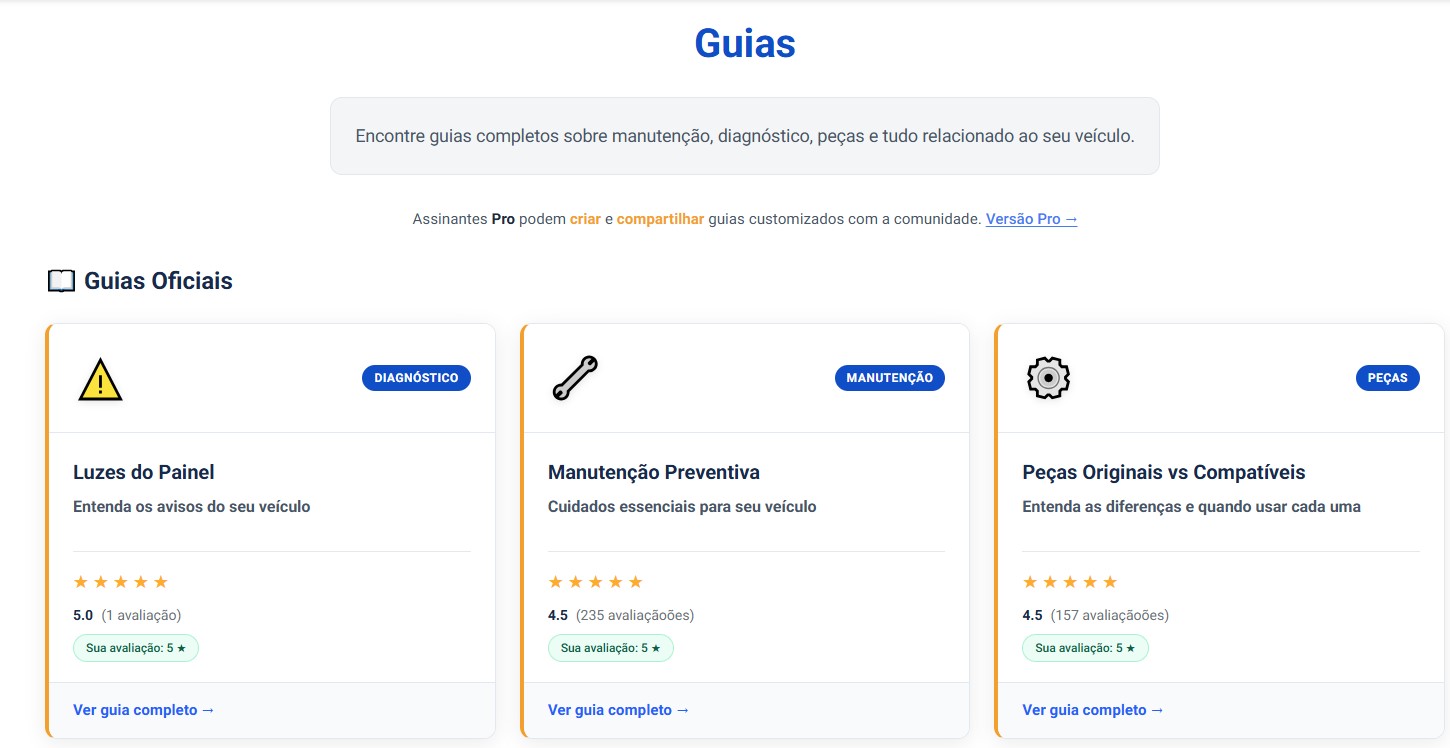 Guias
Encontre guias completos sobre manutenção, diagnóstico, peças e tudo relacionado ao seu veículo.
Assinantes Pro podem criar e compartilhar guias customizados com a comunidade. Versão Pro →
Guias Oficiais
DIAGNÓSTICO
Luzes do Painel
Entenda os avisos do seu veículo
★ ★ ★ ★ ★
5.0 (1 avaliação)
Sua avaliação: 5 ★
Ver guia completo →
MANUTENÇÃO
Manutenção Preventiva
Cuidados essenciais para seu veículo
★ ★ ★ ★ ★
4.5 (235 avaliaçãoões)
Sua avaliação: 5 ★
Ver guia completo →
PEÇAS
Peças Originais vs Compatíveis
Entenda as diferenças e quando usar cada uma
★ ★ ★ ★ ★
4.5 (157 avaliaçãoões)
Sua avaliação: 5 ★
Ver guia completo →